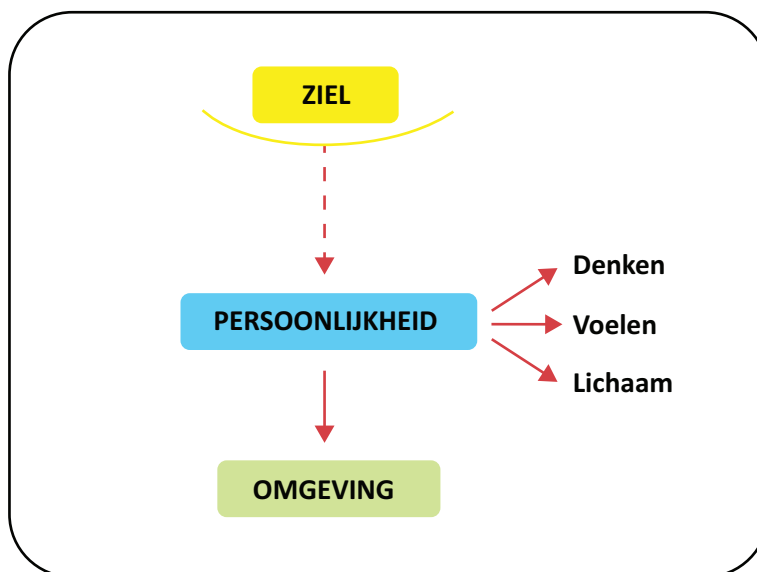 ZIEL
PERSOONLIJKHEID
Denken
Voelen
Lichaam
OMGEVING